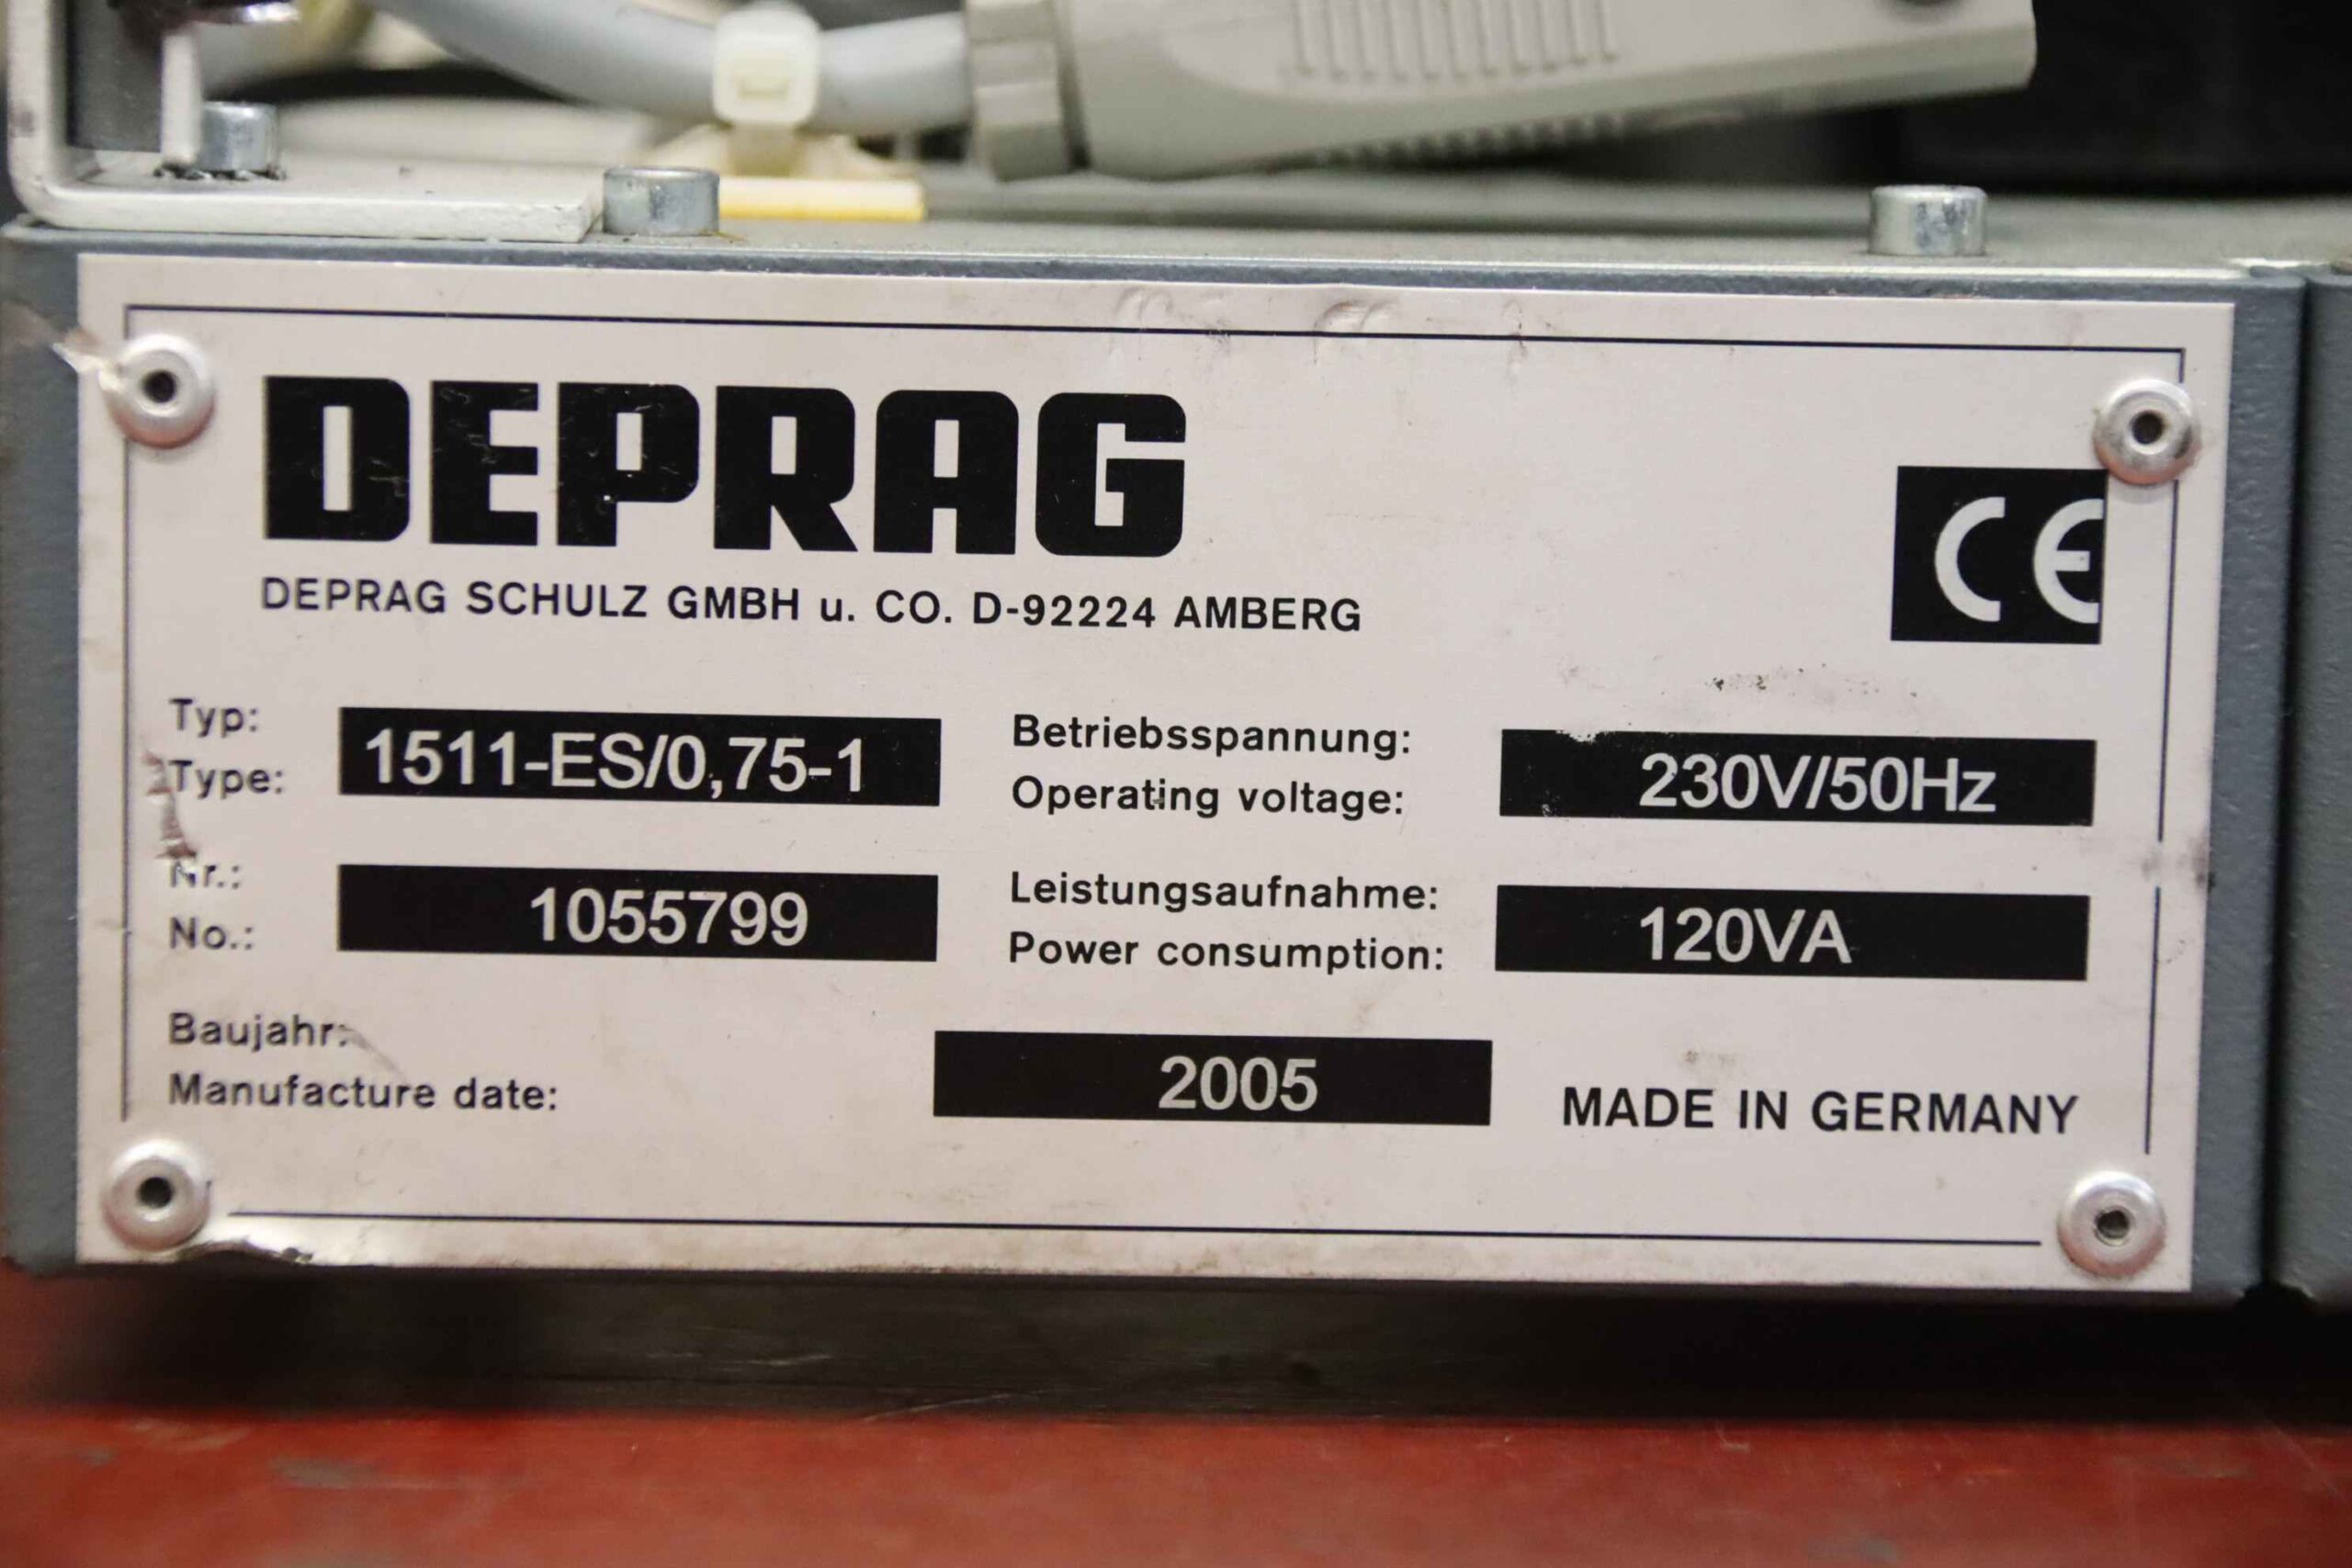 DEPRAG
CE
DEPRAG SCHULZ GMBH u. CO. D-92224 AMBERG
Typ:
Type:
1511-ES/0,75-1
Betriebsspannung:
Operating voltage:
230V/50Hz
Nr.:
No.:
1055799
Leistungsaufnahme:
Power consumption:
120VA
Baujahr:
Manufacture date:
2005
MADE IN GERMANY